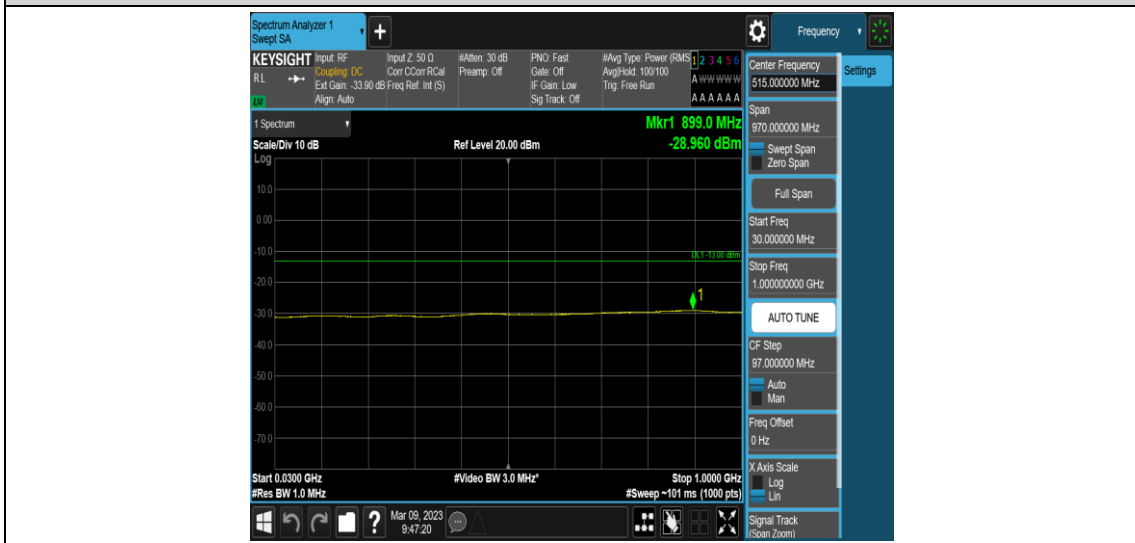 Spectrum Analyzer 1
Swept SA
+
Frequency
KEYSIGHT
RL
LXI
Input: RF
Coupling: DC
Ext Gain: -33.90 dB
Align: Auto
Input Z: 50 Ω
Corr CCorr RCal
Freq Ref: Int (S)
#Atten: 30 dB
Preamp: Off
PNO: Fast
Gate: Off
IF Gain: Low
Sig Track: Off
#Avg Type: Power (RMS
Avg|Hold: 100/100
Trig: Free Run
1 2 3 4 5 6
A W W W W W
A A A A A A
1 Spectrum
Mkr1 899.0 MHz
Scale/Div 10 dB
Ref Level 20.00 dBm
-28.960 dBm
Log
10.0
0.00
-10.0
DL1 -13.00 dBm
-20.0
1
-30.0
-40.0
-50.0
-60.0
-70.0
Start 0.0300 GHz
#Video BW 3.0 MHz*
Stop 1.0000 GHz
#Res BW 1.0 MHz
#Sweep ~101 ms (1000 pts)
?
Mar 09, 2023
9:47:20
Center Frequency
515.000000 MHz
Settings
Span
970.000000 MHz
Swept Span
Zero Span
Full Span
Start Freq
30.000000 MHz
Stop Freq
1.000000000 GHz
AUTO TUNE
CF Step
97.000000 MHz
Auto
Man
Freq Offset
0 Hz
X Axis Scale
Log
Lin
Signal Track
(Span Zoom)